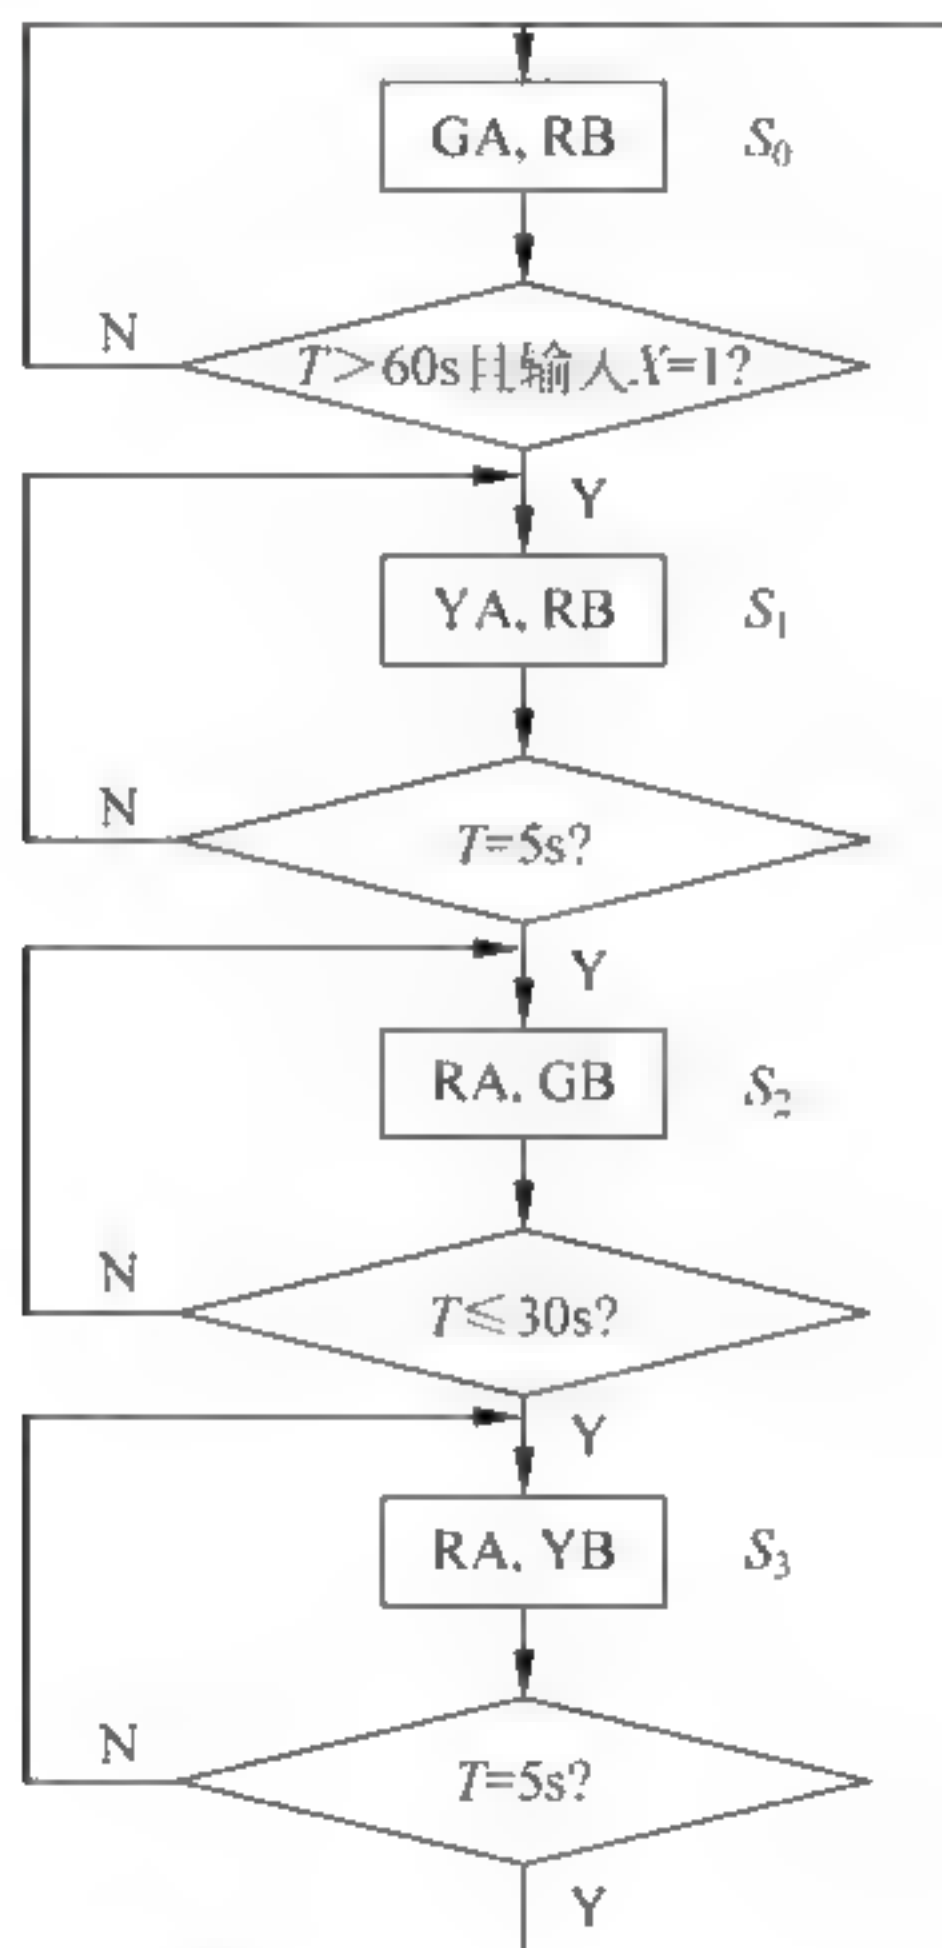 GA, RB
S₀
N
T>60s且输入X=1?
Y
YA, RB
S₁
N
T=5s?
Y
RA, GB
S₂
N
T≤30s?
Y
RA, YB
S₃
N
T=5s?
Y